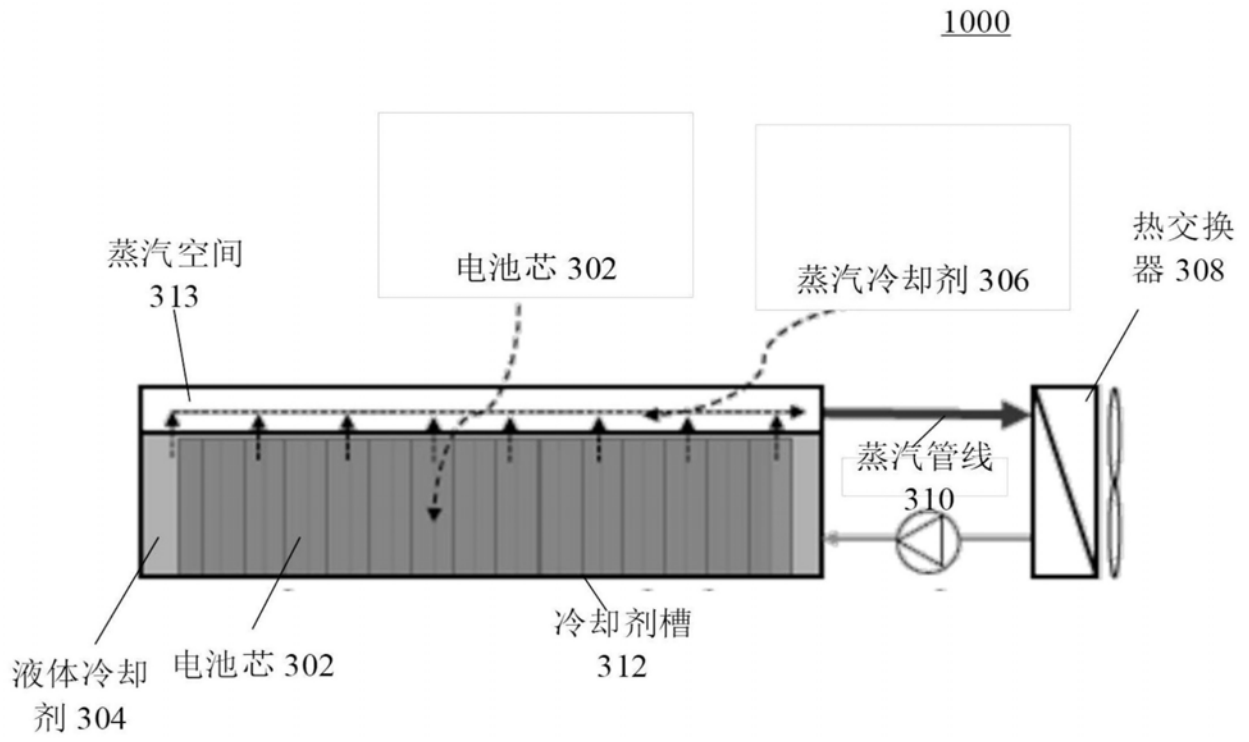 1000
蒸汽空间
313
电池芯 302
蒸汽冷却剂 306
热交换
器 308
蒸汽管线
310
冷却剂槽
312
液体冷却
剂 304
电池芯 302